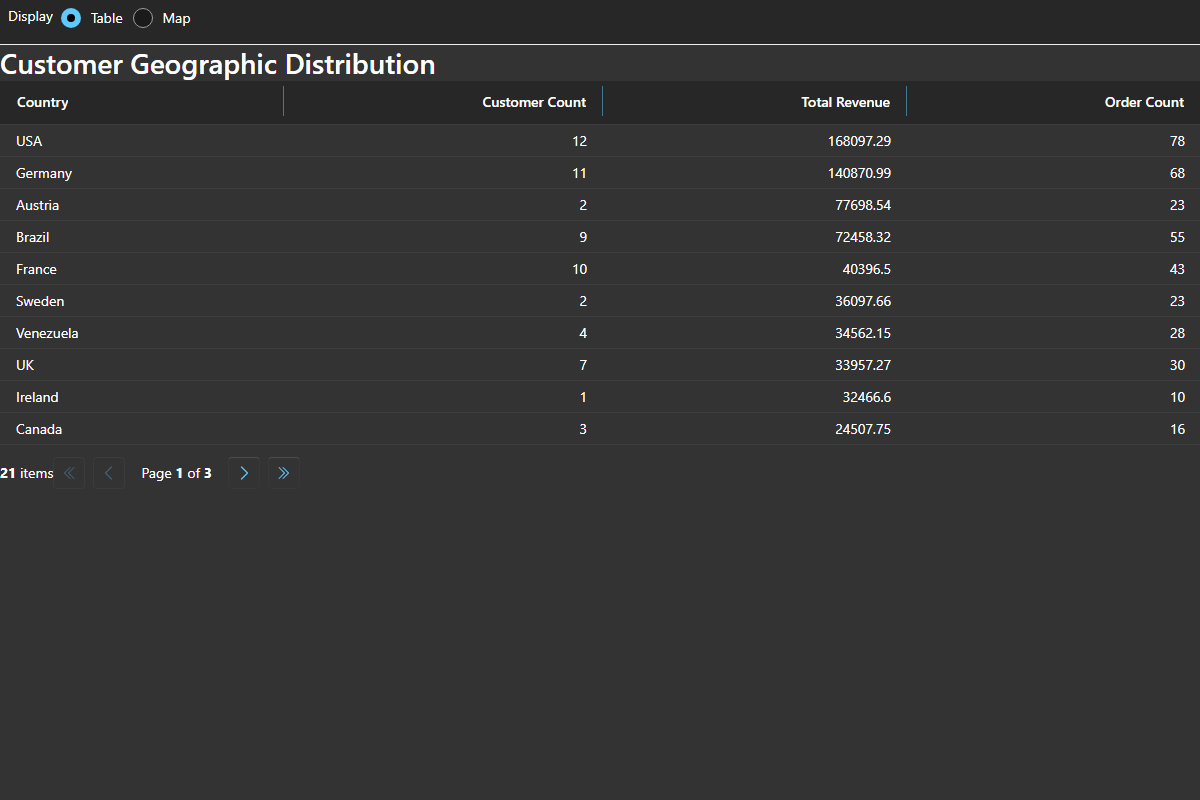 Display Table Map
Customer Geographic Distribution
Country Customer Count Total Revenue Order Count
USA 12 168097.29 78
Germany 11 140870.99 68
Austria 2 77698.54 23
Brazil 9 72458.32 55
France 10 40396.5 43
Sweden 2 36097.66 23
Venezuela 4 34562.15 28
UK 7 33957.27 30
Ireland 1 32466.6 10
Canada 3 24507.75 16
21 items Page 1 of 3